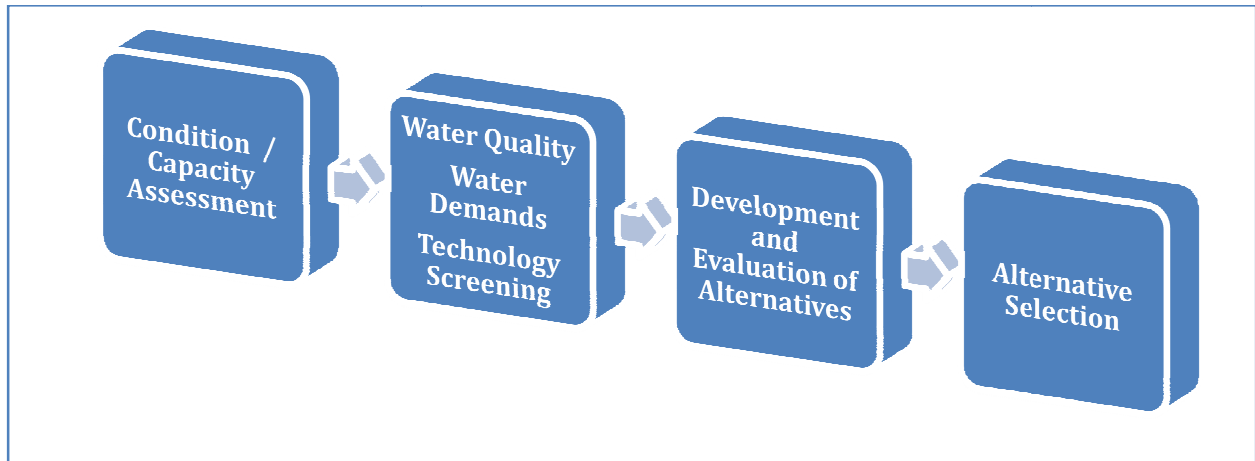 Condition /
Capacity
Assessment
Water Quality
Water
Demands
Technology
Screening
Development
and
Evaluation of
Alternatives
Alternative
Selection